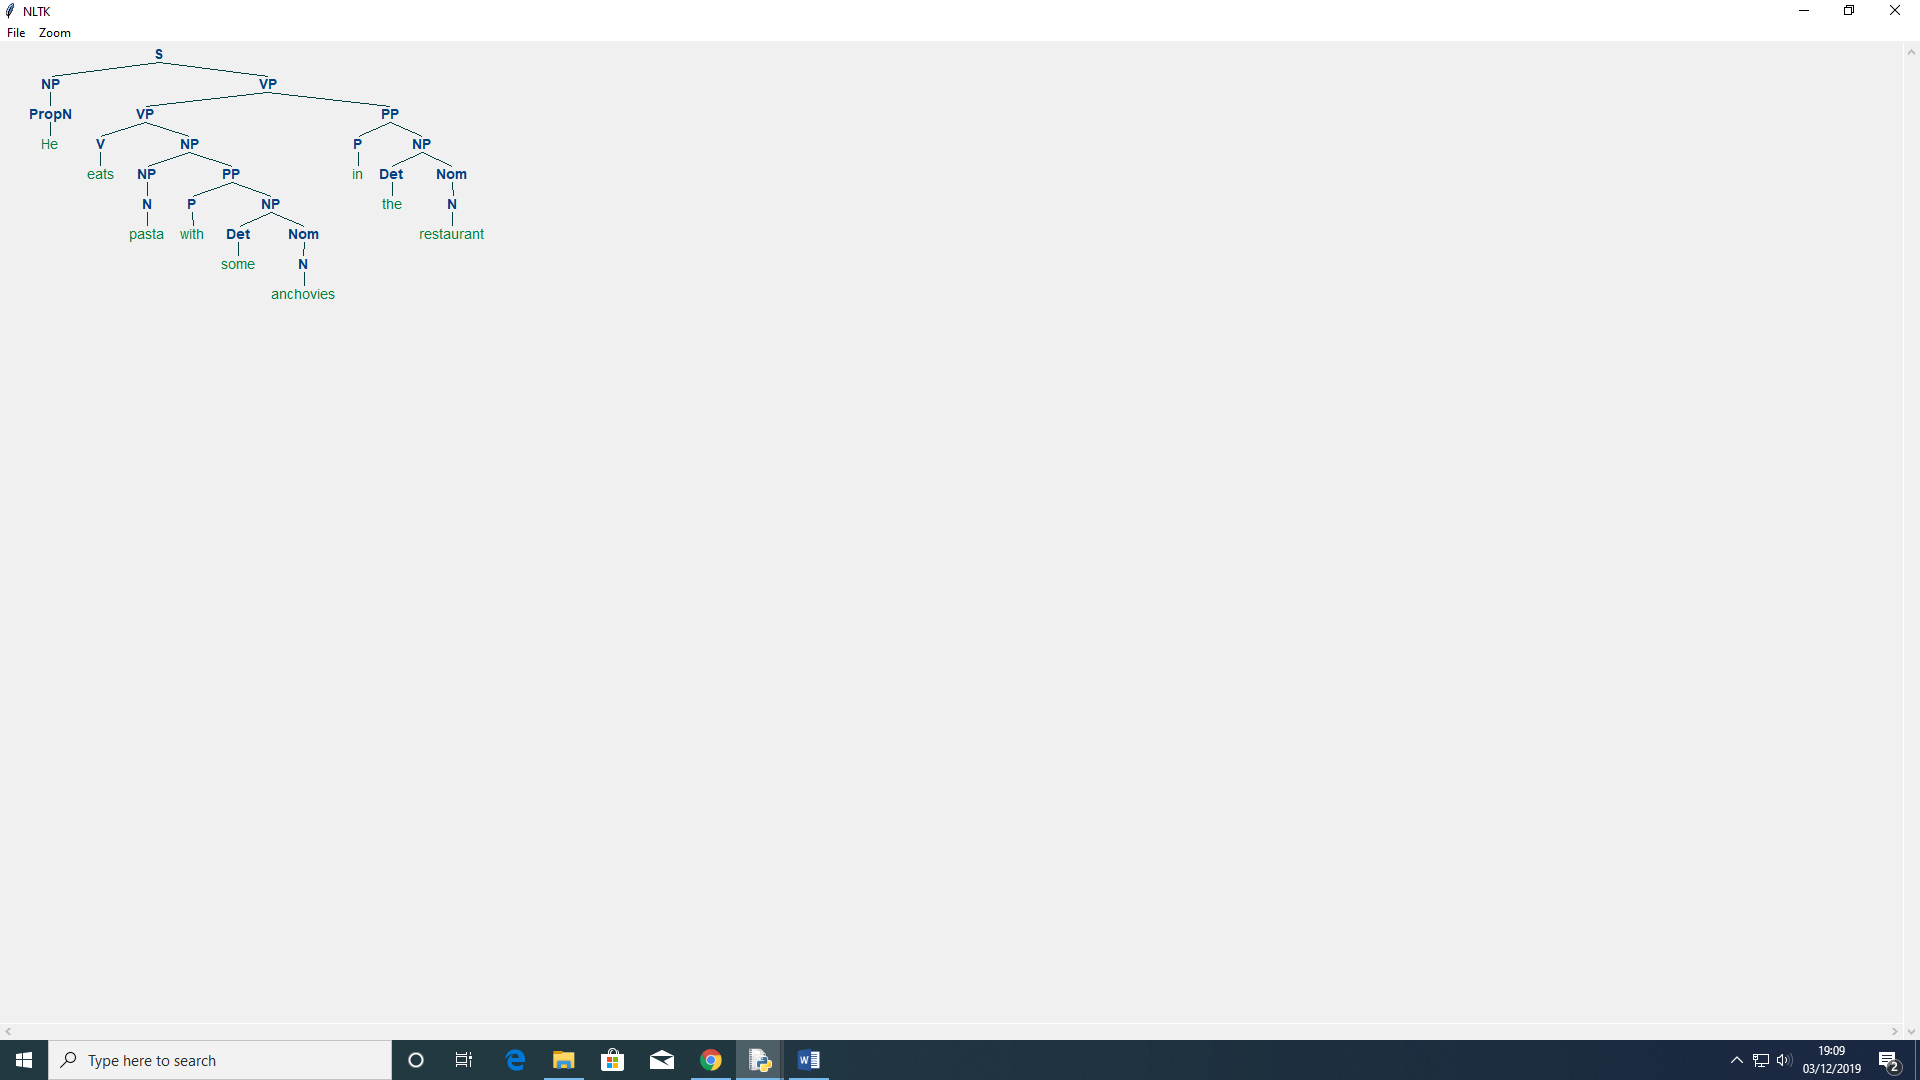 NLTK
File Zoom
S
NP VP
PropN VP PP
He V NP P NP
eats NP PP in Det Nom
N P NP the N
pasta with Det Nom restaurant
some N
anchovies
Type here to search
19:09
03/12/2019
2